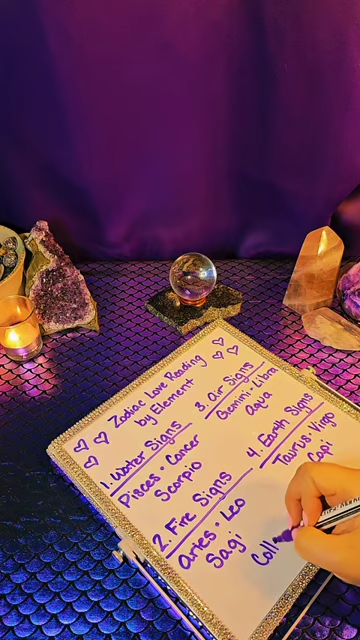 Zodiac Love Reading
by Element
1. Water Signs
Pisces • Cancer
Scorpio
2. Fire Signs
Aries • Leo
Sagi
3. Air Signs
Gemini • Libra
Aqua
4. Earth Signs
Taurus • Virgo
Capi
Coll